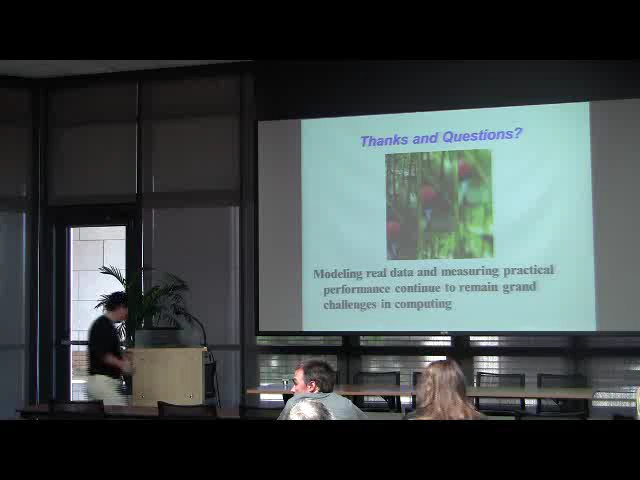 Thanks and Questions?
Modeling real data and measuring practical
performance continue to remain grand
challenges in computing